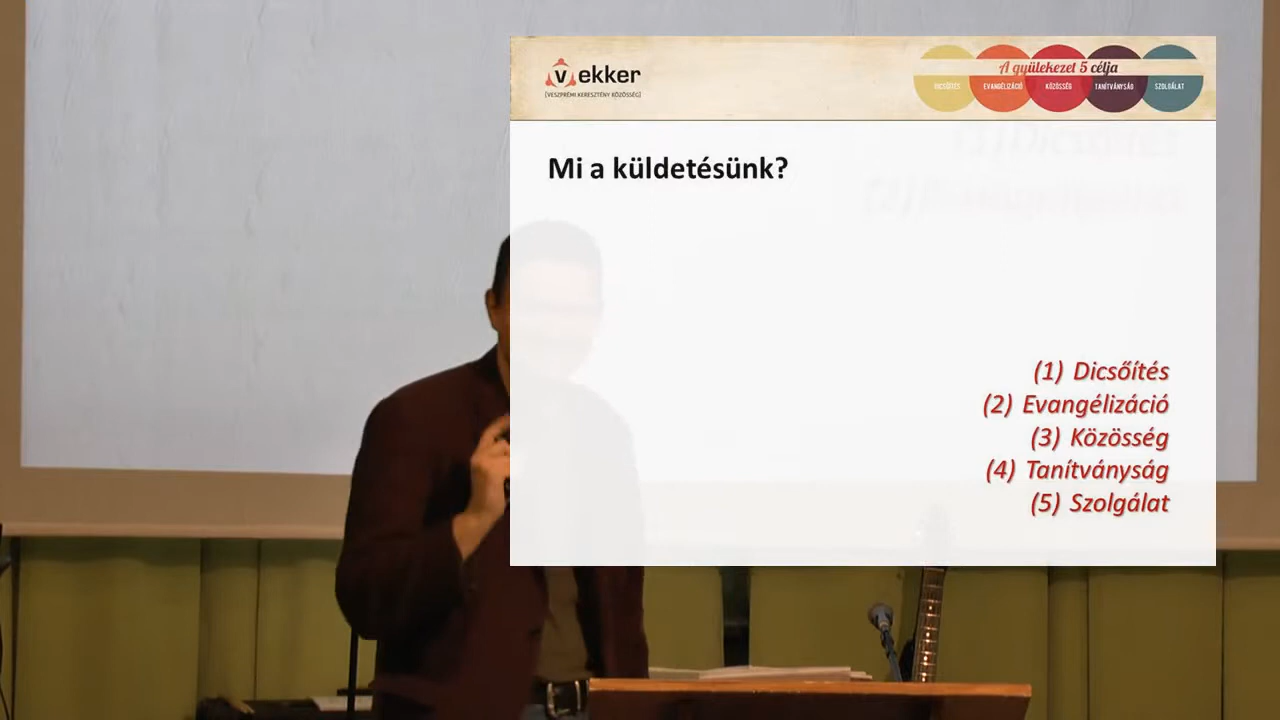 vekker
(VESZPRÉMI KERESZTÉNY KÖZÖSSÉG)
A gyülekezet 5 célja
DICSŐÍTÉS EVANGÉLIZÁCIÓ KÖZÖSSÉG TANÍTVÁNYSÁG SZOLGÁLAT
Mi a küldetésünk?
(1) Dicsőítés
(2) Evangélizáció
(3) Közösség
(4) Tanítványság
(5) Szolgálat